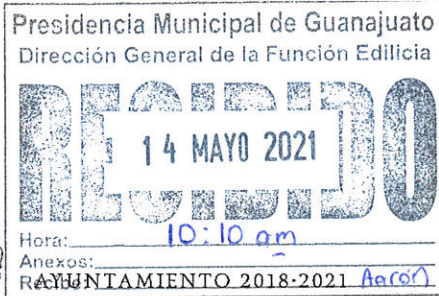 Presidencia Municipal de Guanajuato
Dirección General de la Función Edilicia
RECIBIDO
14 MAYO 2021
Hora: 10:10 am
Anexos: -
Recibe: Aarón
AYUNTAMIENTO 2018·2021